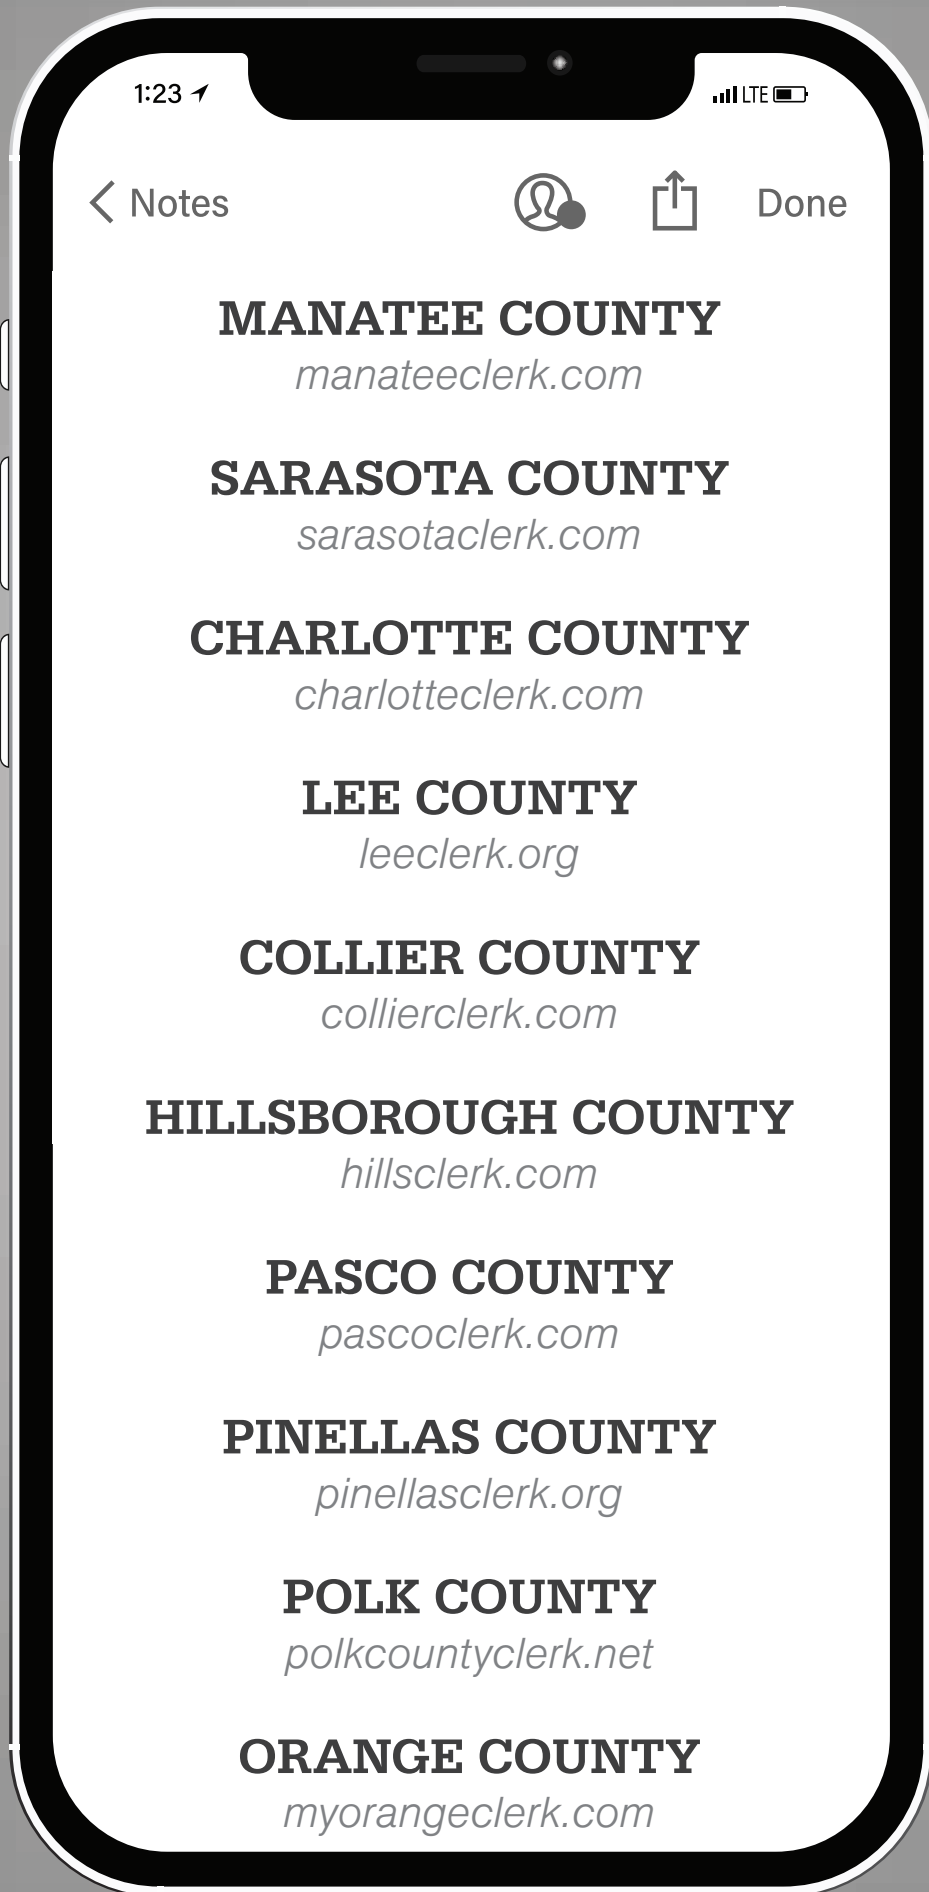 1:23 LTE
Notes Done
MANATEE COUNTY
manateeclerk.com
SARASOTA COUNTY
sarasotaclerk.com
CHARLOTTE COUNTY
charlotteclerk.com
LEE COUNTY
leeclerk.org
COLLIER COUNTY
collierclerk.com
HILLSBOROUGH COUNTY
hillsclerk.com
PASCO COUNTY
pascoclerk.com
PINELLAS COUNTY
pinellasclerk.org
POLK COUNTY
polkcountyclerk.net
ORANGE COUNTY
myorangeclerk.com